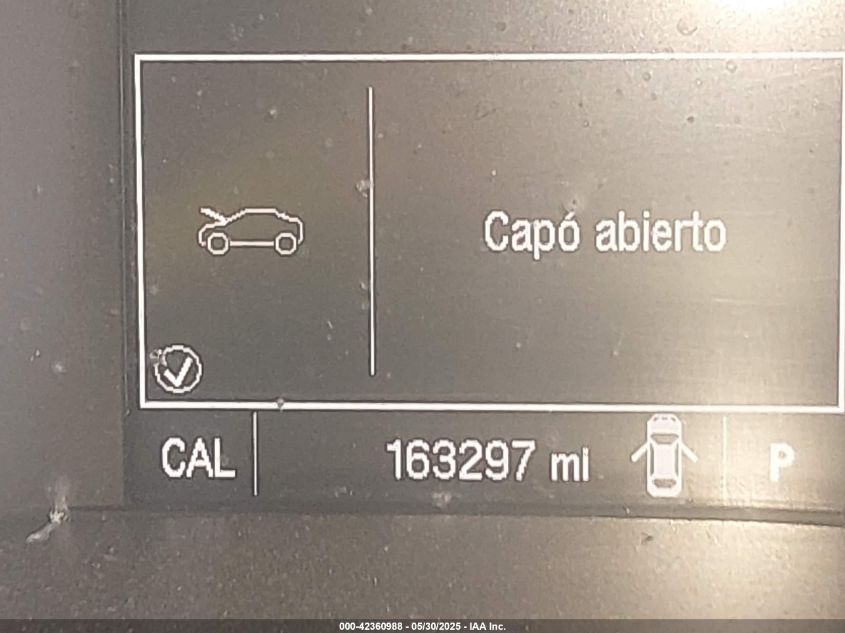 Capó abierto
CAL 163297 mi P
000-42360988 - 05/30/2025 - IAA Inc.